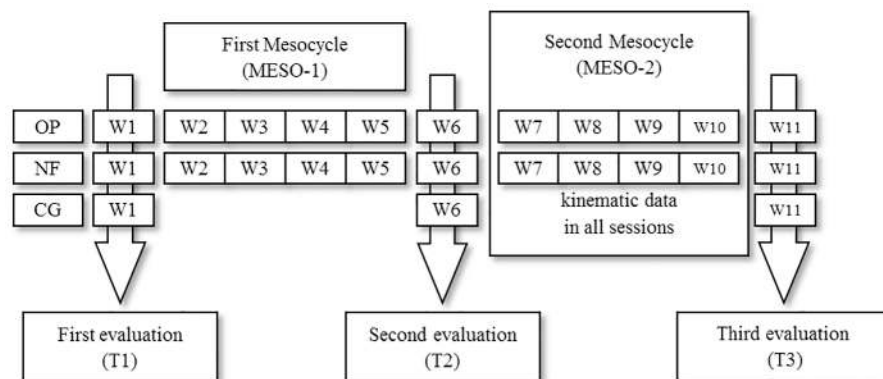 First Mesocycle
(MESO-1)
Second Mesocycle
(MESO-2)
OP W1 W2 W3 W4 W5 W6 W7 W8 W9 W10 W11
NF W1 W2 W3 W4 W5 W6 W7 W8 W9 W10 W11
CG W1 W6 kinematic data W11
in all sessions
First evaluation
(T1)
Second evaluation
(T2)
Third evaluation
(T3)